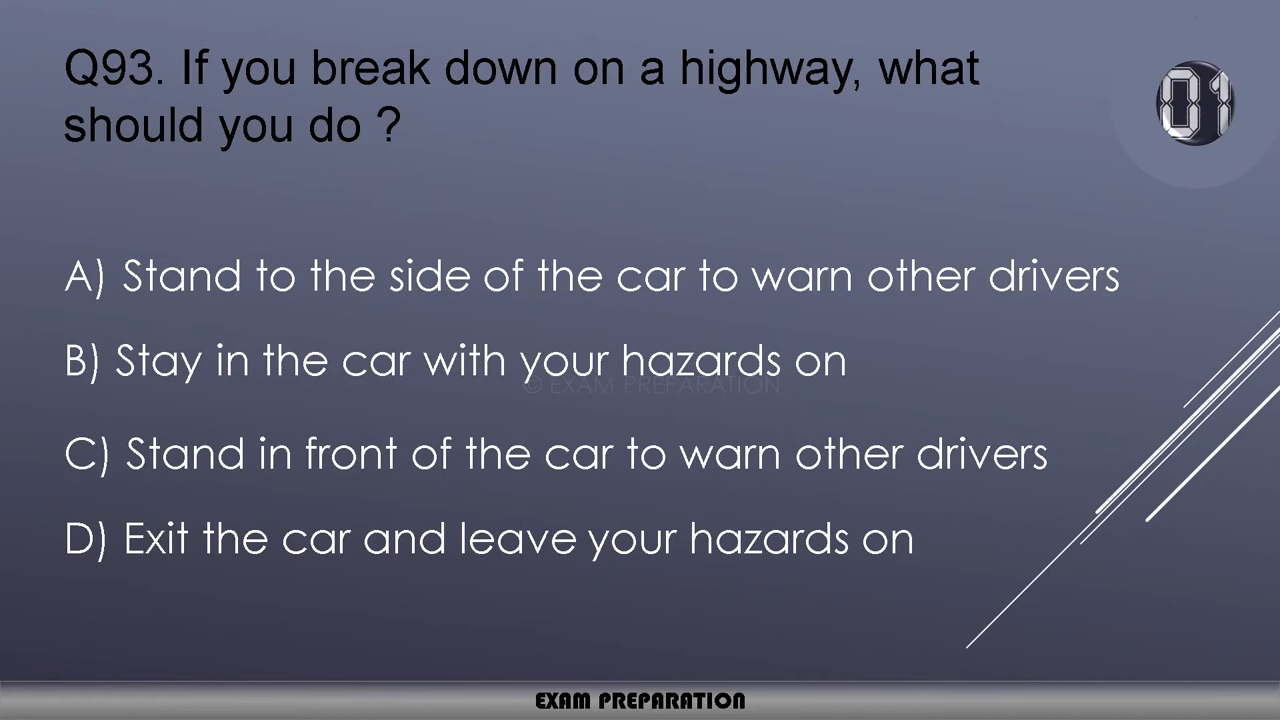 Q93. If you break down on a highway, what
should you do ?
01
A) Stand to the side of the car to warn other drivers
B) Stay in the car with your hazards on
© EXAM PREPARATION
C) Stand in front of the car to warn other drivers
D) Exit the car and leave your hazards on
EXAM PREPARATION